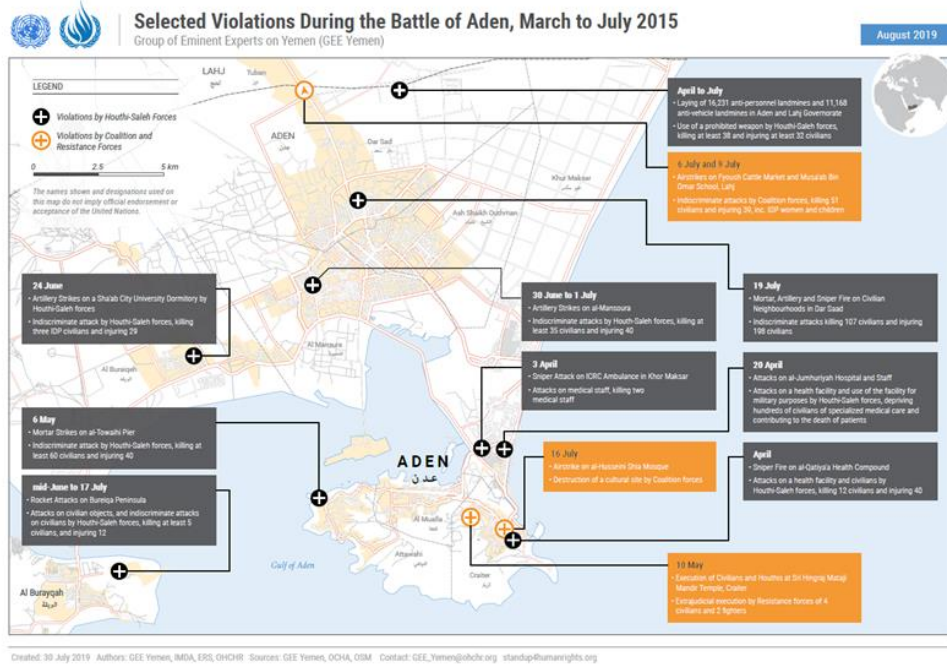 Selected Violations During the Battle of Aden, March to July 2015
Group of Eminent Experts on Yemen (GEE Yemen)
August 2019
LEGEND
Violations by Houthi-Saleh Forces
Violations by Coalition and
Resistance Forces
0 2.5 5 km
The names shown and designations used on
this map do not imply official endorsement or
acceptance of the United Nations.
LAHJ
Tuban
ADEN
Dar Sad
Khur Maksar
Ash Shaikh Outhman
Al Mansura
Al Buraiqeh
April to July
• Laying of 16,231 anti-personnel landmines and 11,168
anti-vehicle landmines in Aden and Lahj Governorate
• Use of a prohibited weapon by Houthi-Saleh forces,
killing at least 38 and injuring at least 32 civilians
6 July and 9 July
• Airstrikes on Fyoush Cattle Market and Musa'ab Bin
Omar School, Lahj
• Indiscriminate attacks by Coalition forces, killing 51
civilians and injuring 39, inc. IDP women and children
24 June
• Artillery Strikes on a Sha'ab City University Dormitory by
Houthi-Saleh forces
• Indiscriminate attack by Houthi-Saleh forces, killing
three IDP civilians and injuring 29
30 June to 1 July
• Artillery Strikes on al-Mansoura
• Indiscriminate attacks by Houth-Saleh forces, killing at
least 35 civilians and injuring 40
19 July
• Mortar, Artillery and Sniper Fire on Civilian
Neighbourhoods in Dar Saad
• Indiscriminate attacks killing 107 civilians and injuring
198 civilians
3 April
• Sniper Attack on ICRC Ambulance in Khor Maksar
• Attacks on medical staff, killing two
medical staff
20 April
• Attacks on al-Jumhuriyah Hospital and Staff
• Attacks on a health facility and use of the facility for
military purposes by Houthi-Saleh forces, depriving
hundreds of civilians of specialized medical care and
contributing to the death of patients
6 May
• Mortar Strikes on al-Towaihi Pier
• Indiscriminate attack by Houthi-Saleh forces, killing at
least 60 civilians and injuring 40
16 July
• Airstrike on al-Hussaini Shia Mosque
• Destruction of a cultural site by Coalition forces
April
• Sniper Fire on al-Qatiya'a Health Compound
• Attacks on a health facility and civilians by
Houthi-Saleh forces, killing 12 civilians and injuring 40
mid-June to 17 July
• Rocket Attacks on Bureiqa Peninsula
• Attacks on civilian objects, and indiscriminate attacks
on civilians by Houthi-Saleh forces, killing at least 5
civilians, and injuring 12
ADEN
عدن
Al Mualla
Attawahi
Craiter
Gulf of Aden
Al Burayqah
البريقة
10 May
• Execution of Civilians and Houthis at Sri Hingraj Mataji
Mandir Temple, Craiter
• Extrajudicial execution by Resistance forces of 4
civilians and 2 fighters
Created: 30 July 2019 Authors: GEE Yemen, IMDA, ERS, OHCHR Sources: GEE Yemen, OCHA, OSM Contact: GEE_Yemen@ohchr.org standup4humanrights.org